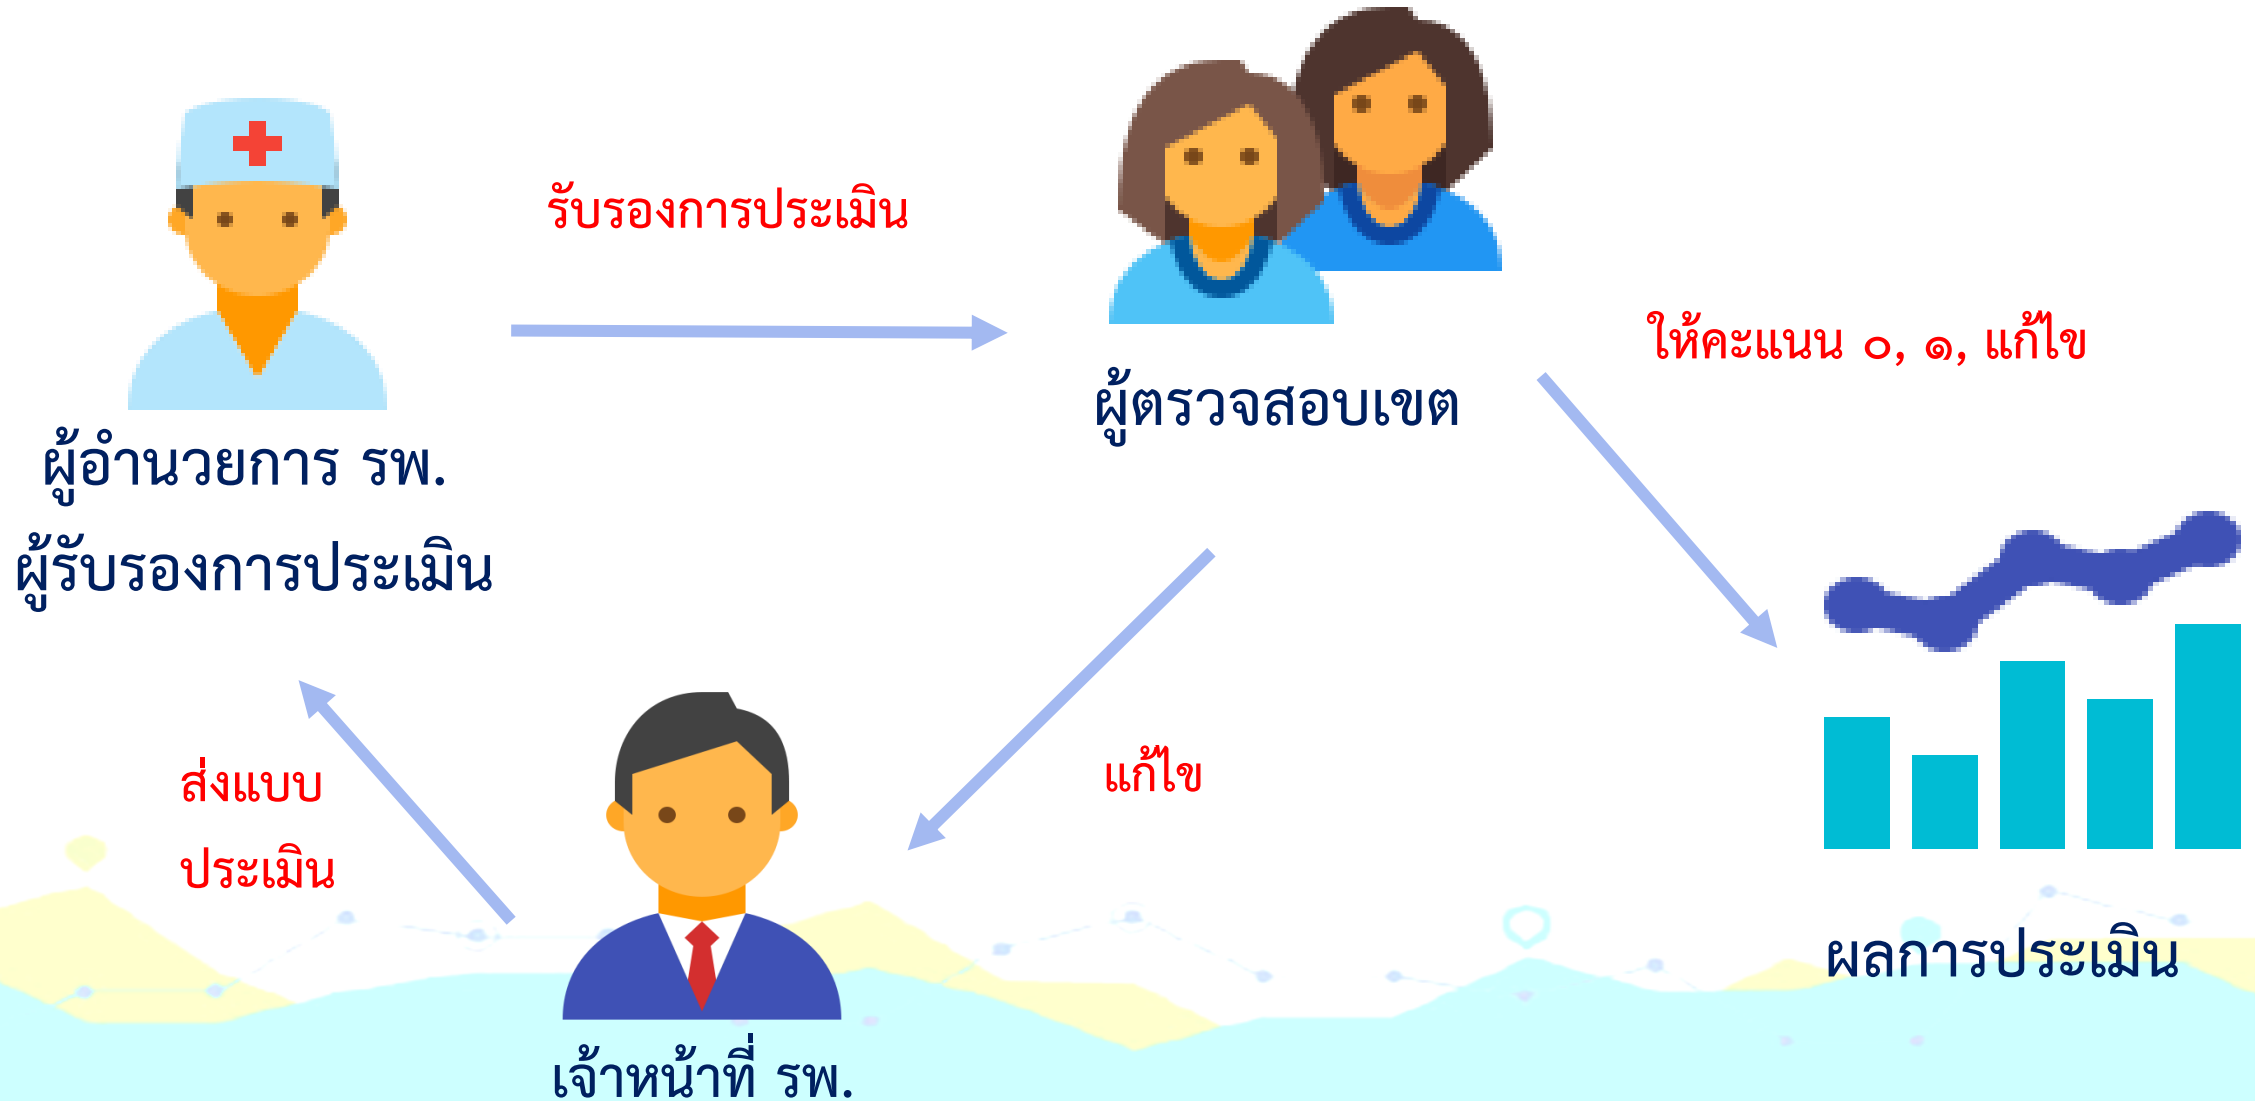 รับรองการประเมิน
ให้คะแนน ๐, ๑, แก้ไข
ผู้ตรวจสอบเขต
ผู้อำนวยการ รพ.
ผู้รับรองการประเมิน
ส่งแบบ
ประเมิน
แก้ไข
ผลการประเมิน
เจ้าหน้าที่ รพ.